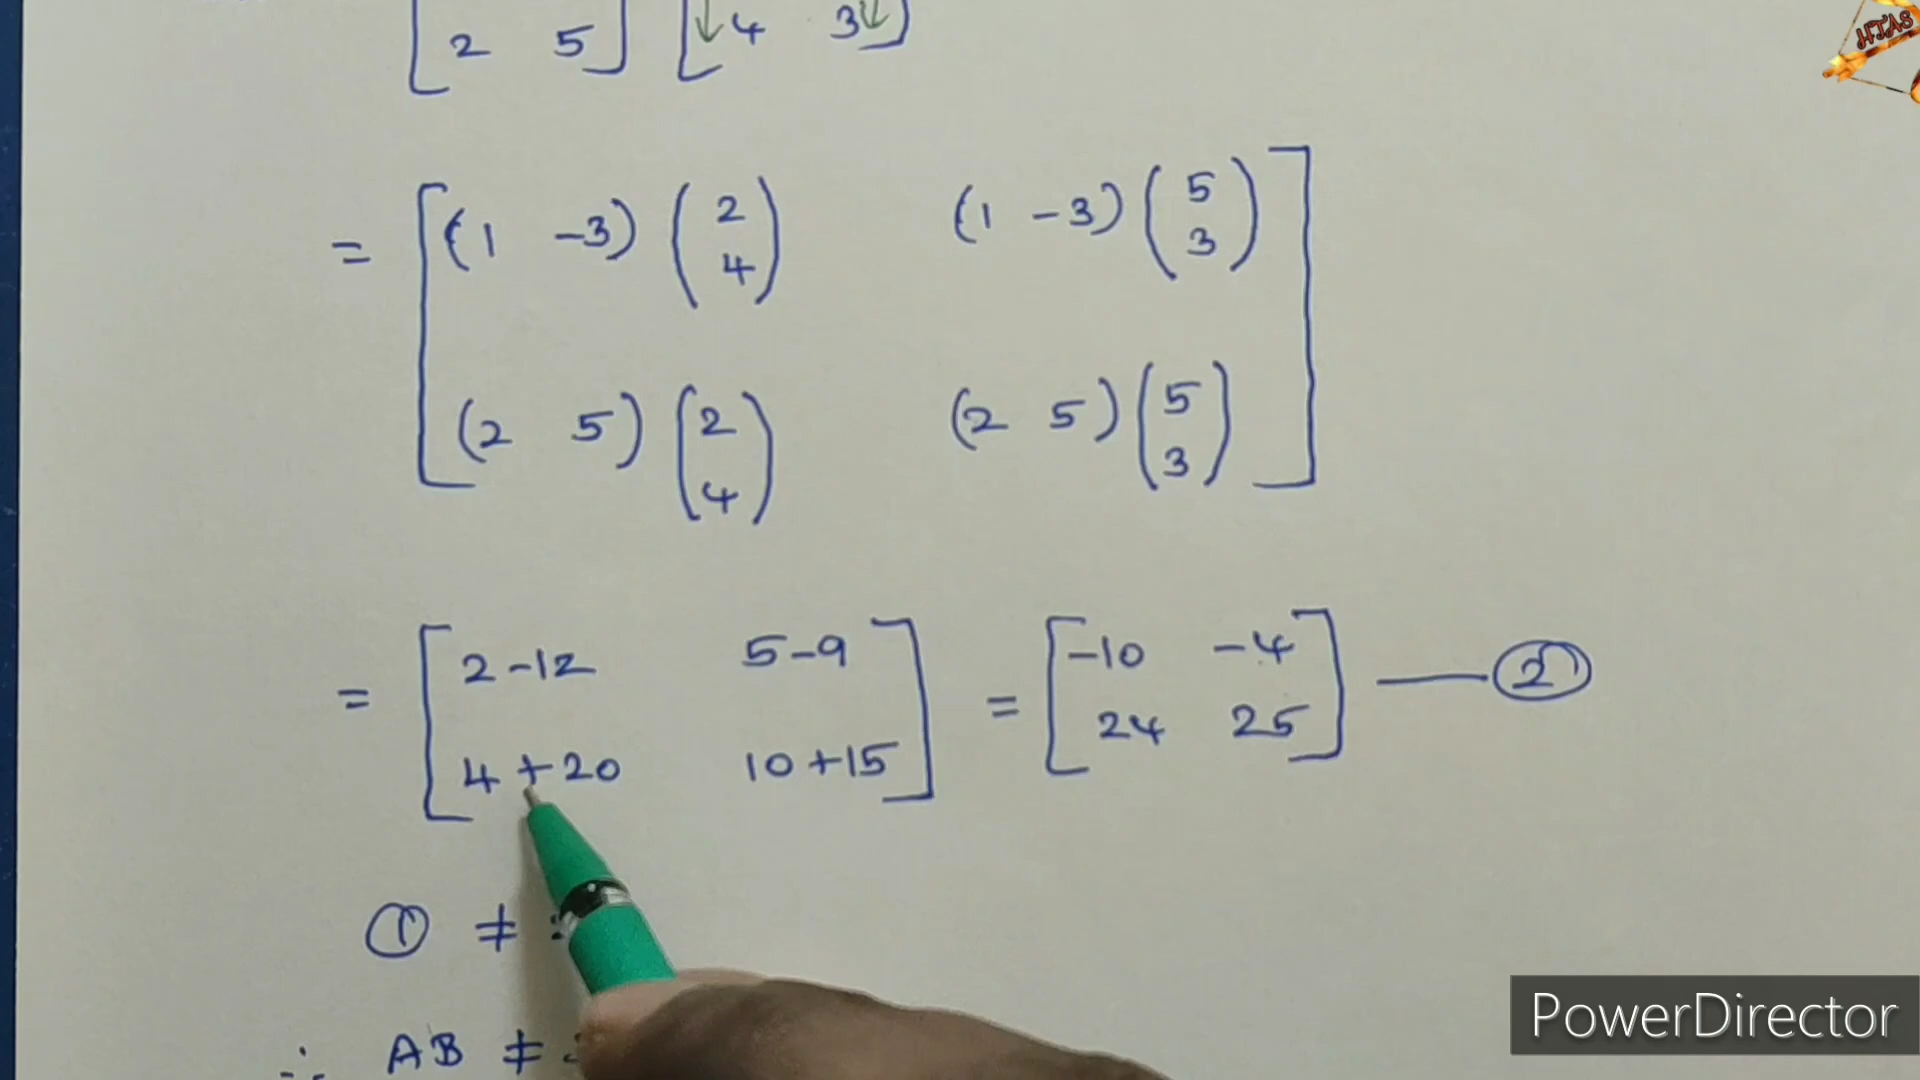 [ 2 5 ] [ ↓4 3↓ ]
= [ (1 -3) (2 4) (1 -3) (5 3)
(2 5) (2 4) (2 5) (5 3) ]
= [ 2-12 5-9 ] = [ -10 -4 ] — ②
[ 4+20 10+15 ] [ 24 25 ]
① ≠
∴ AB ≠
HTAS
PowerDirector